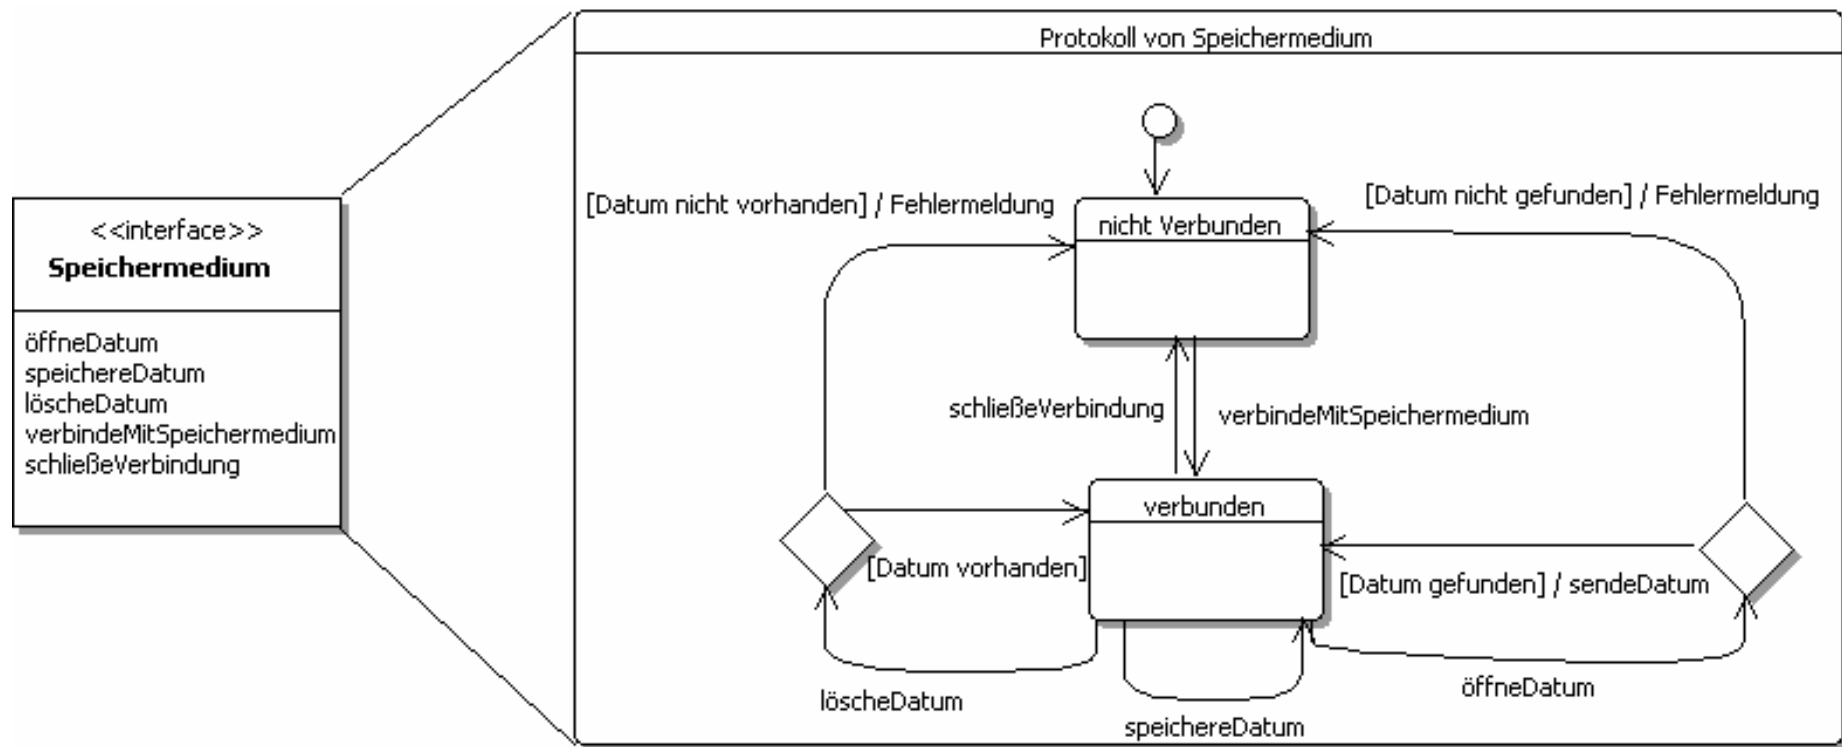 Protokoll von Speichermedium
<<interface>>
Speichermedium
öffneDatum
speichereDatum
löscheDatum
verbindeMitSpeichermedium
schließeVerbindung
[Datum nicht vorhanden] / Fehlermeldung
[Datum nicht gefunden] / Fehlermeldung
nicht Verbunden
schließeVerbindung
verbindeMitSpeichermedium
verbunden
[Datum vorhanden]
[Datum gefunden] / sendeDatum
löscheDatum
speichereDatum
öffneDatum